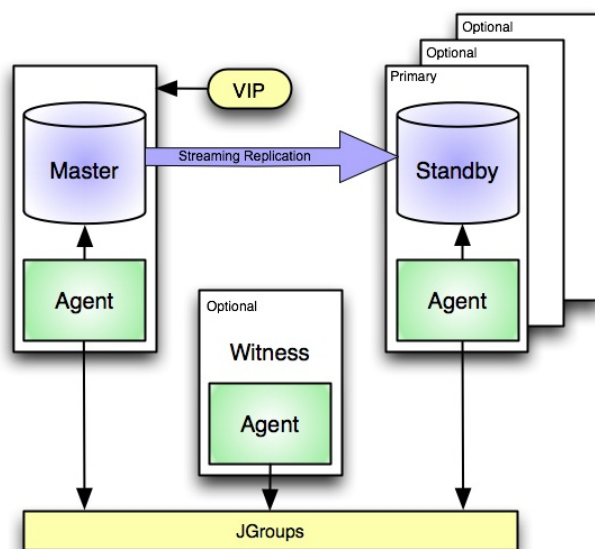 Optional
Optional
Primary
VIP
Master
Streaming Replication
Standby
Agent
Agent
Optional
Witness
Agent
JGroups